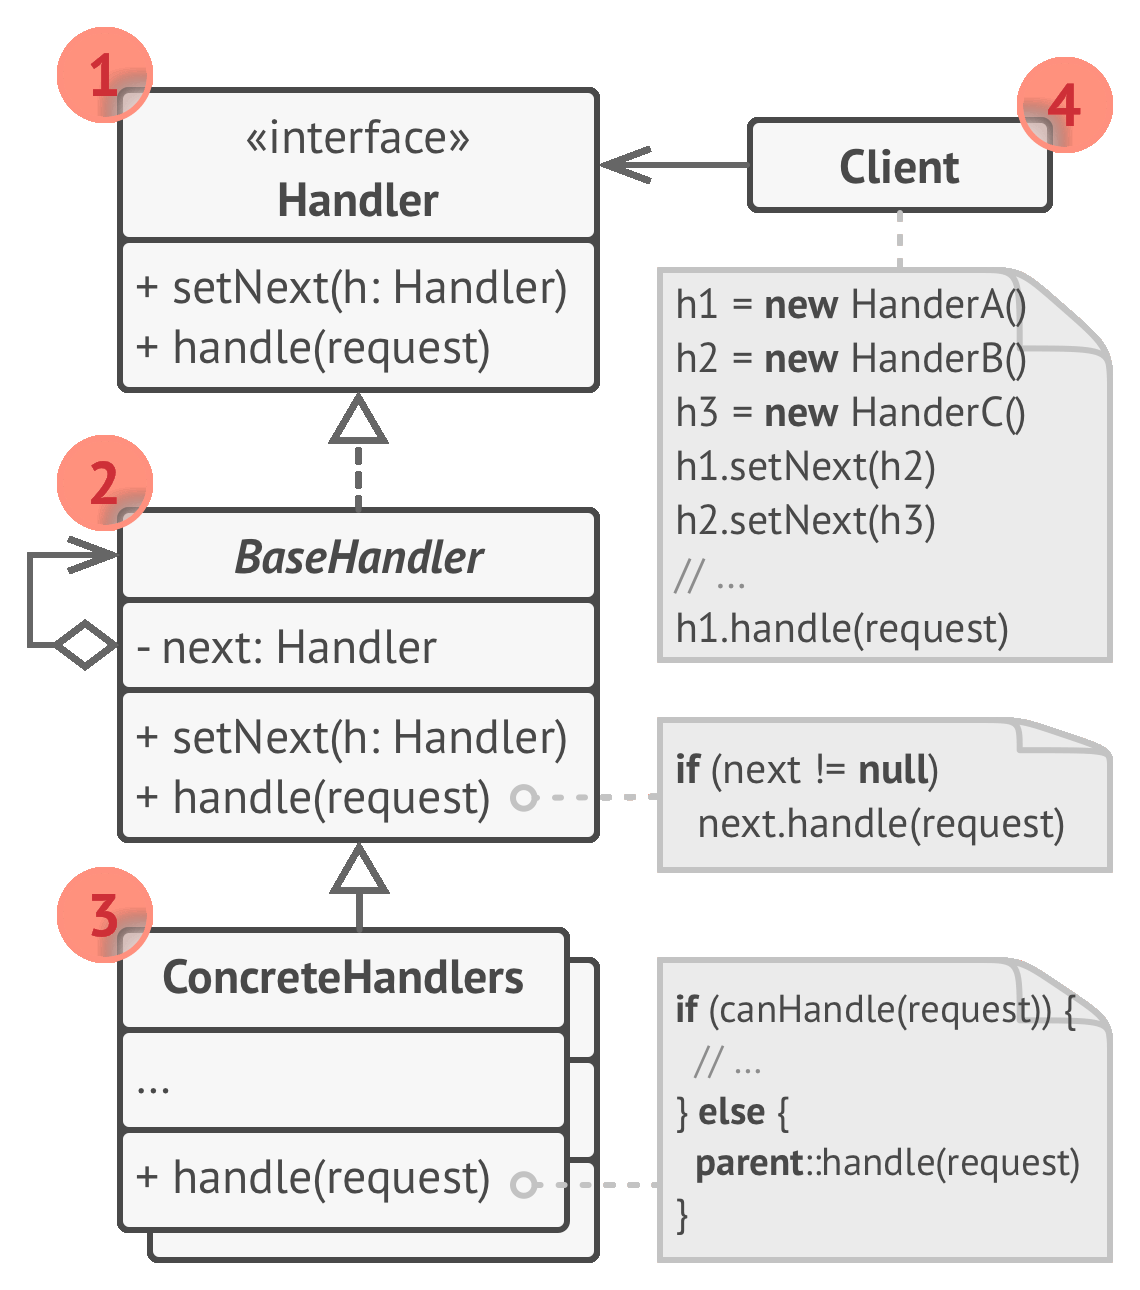 1
«interface»
Handler
+ setNext(h: Handler)
+ handle(request)
4
Client
h1 = new HanderA()
h2 = new HanderB()
h3 = new HanderC()
h1.setNext(h2)
h2.setNext(h3)
// ...
h1.handle(request)
2
BaseHandler
- next: Handler
+ setNext(h: Handler)
+ handle(request)
if (next != null)
next.handle(request)
3
ConcreteHandlers
...
+ handle(request)
if (canHandle(request)) {
// ...
} else {
parent::handle(request)
}